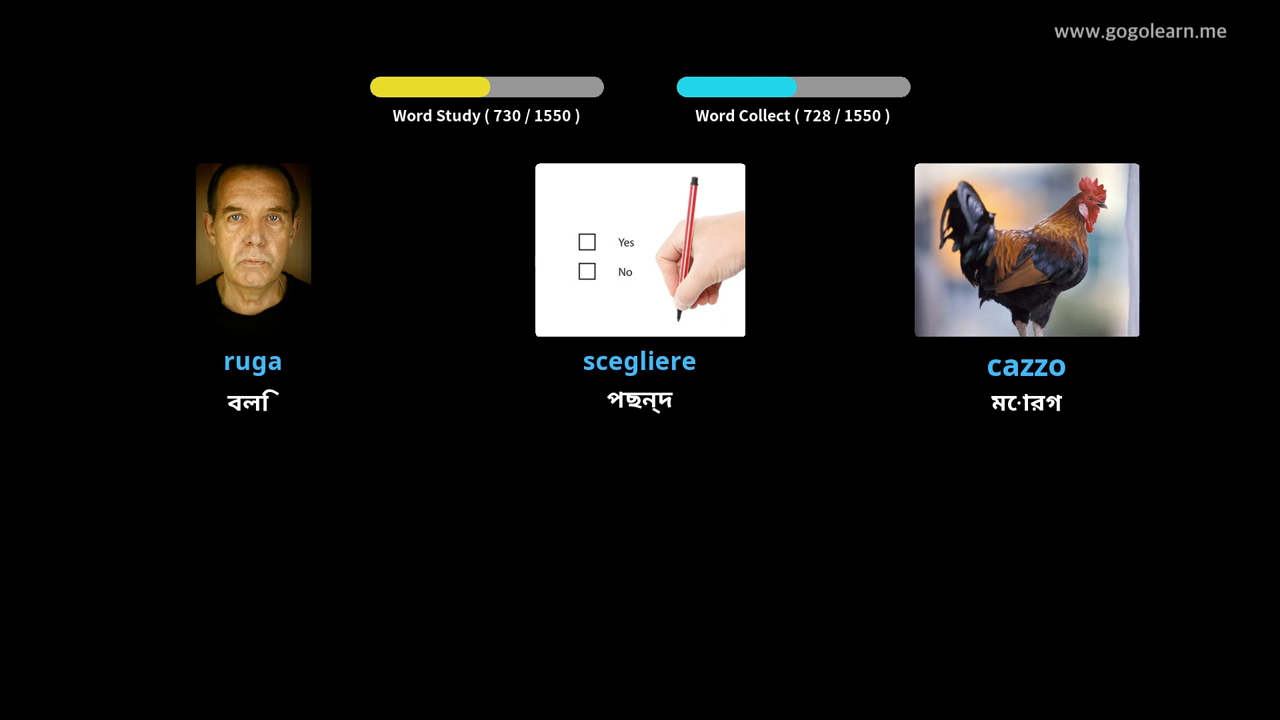 www.gogolearn.me
Word Study ( 730 / 1550 )
Word Collect ( 728 / 1550 )
Yes
No
ruga
scegliere
cazzo
বলি
পছন্দ
মোরগ